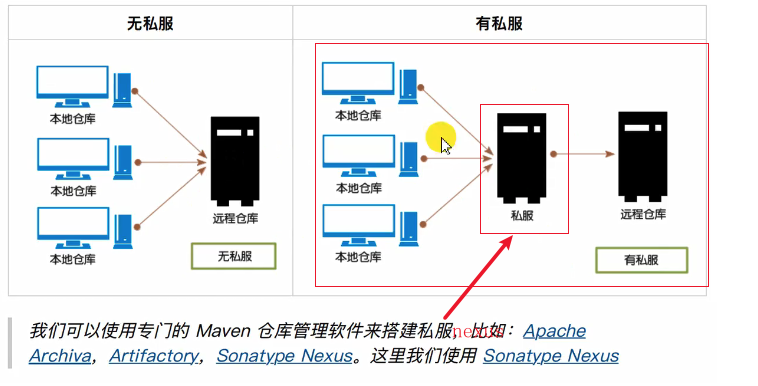 无私服
有私服
本地仓库
本地仓库
本地仓库
远程仓库
无私服
本地仓库
本地仓库
本地仓库
私服
远程仓库
有私服
我们可以使用专门的 Maven 仓库管理软件来搭建私服，比如：Apache
Archiva，Artifactory，Sonatype Nexus。这里我们使用 Sonatype Nexus
nexus